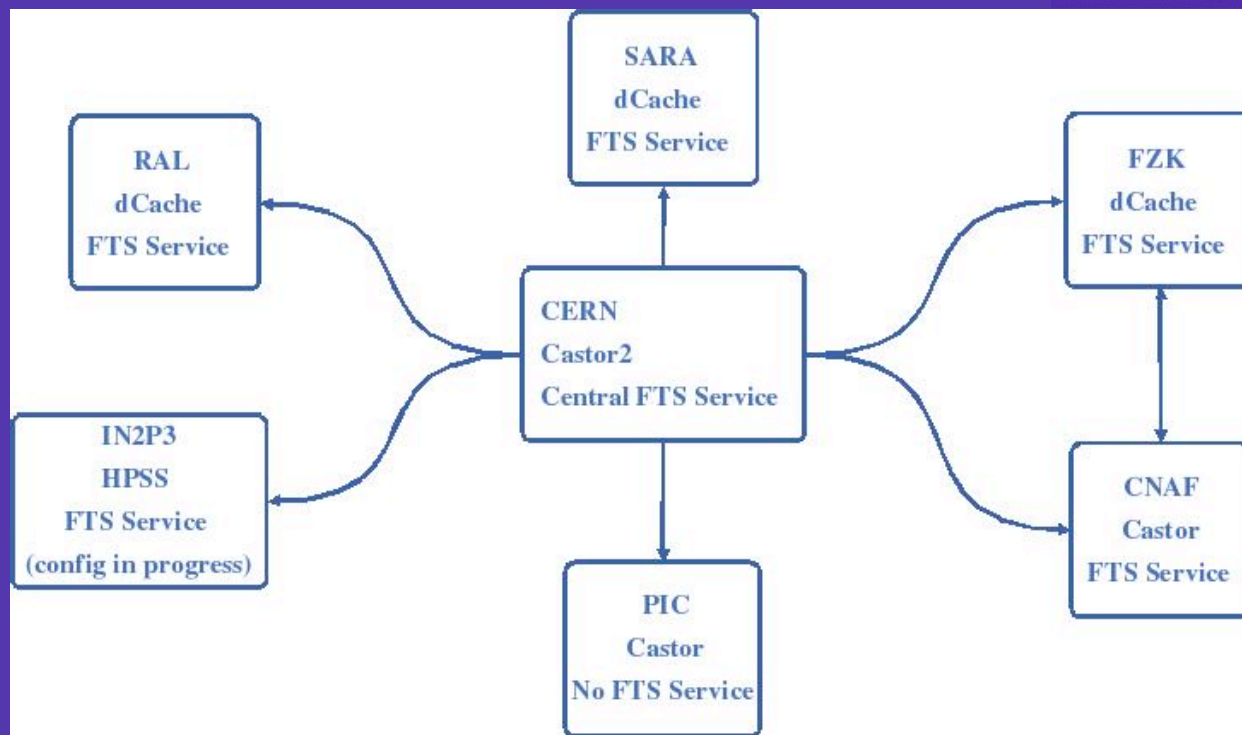 SARA
dCache
FTS Service
RAL
dCache
FTS Service
FZK
dCache
FTS Service
CERN
Castor2
Central FTS Service
IN2P3
HPSS
FTS Service
(config in progress)
CNAF
Castor
FTS Service
PIC
Castor
No FTS Service